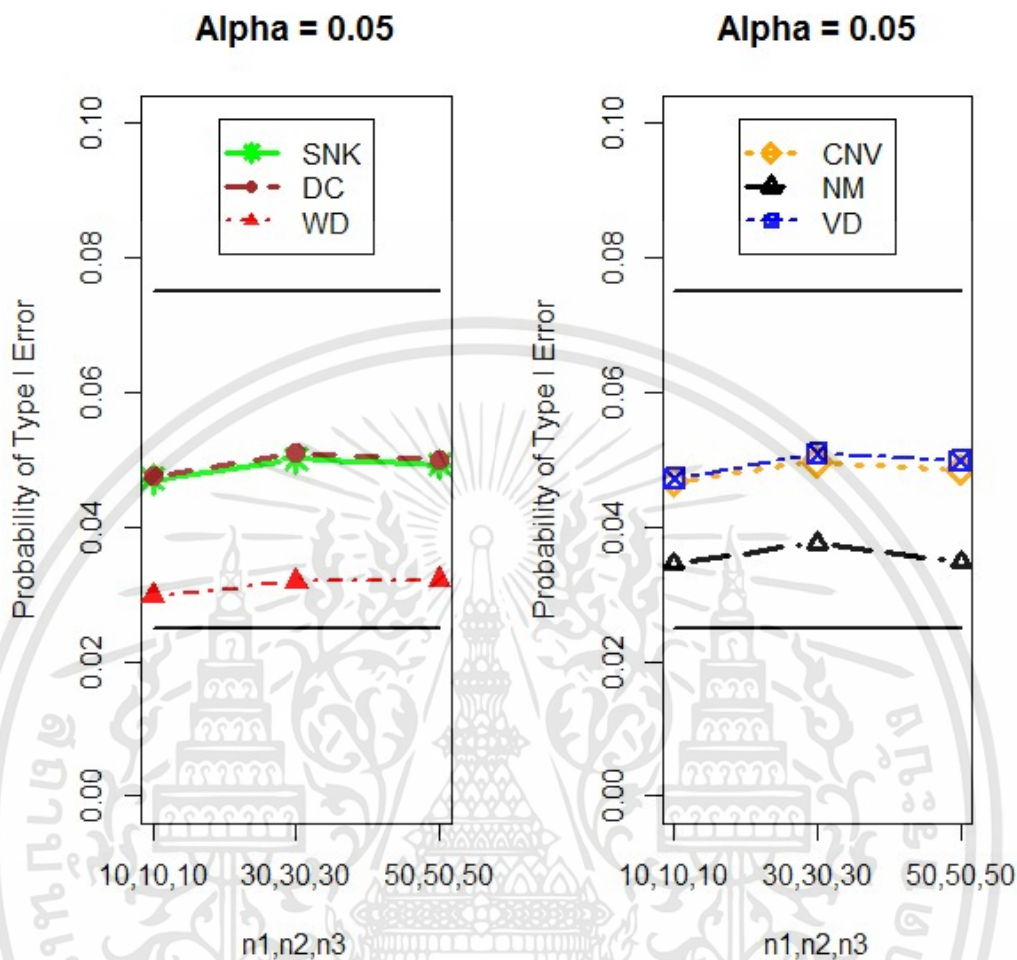 Alpha = 0.05
Probability of Type I Error
0.10
0.08
0.06
0.04
0.02
0.00
SNK
DC
WD
10,10,10 30,30,30 50,50,50
n1,n2,n3
Alpha = 0.05
Probability of Type I Error
0.10
0.08
0.06
0.04
0.02
0.00
CNV
NM
VD
10,10,10 30,30,30 50,50,50
n1,n2,n3